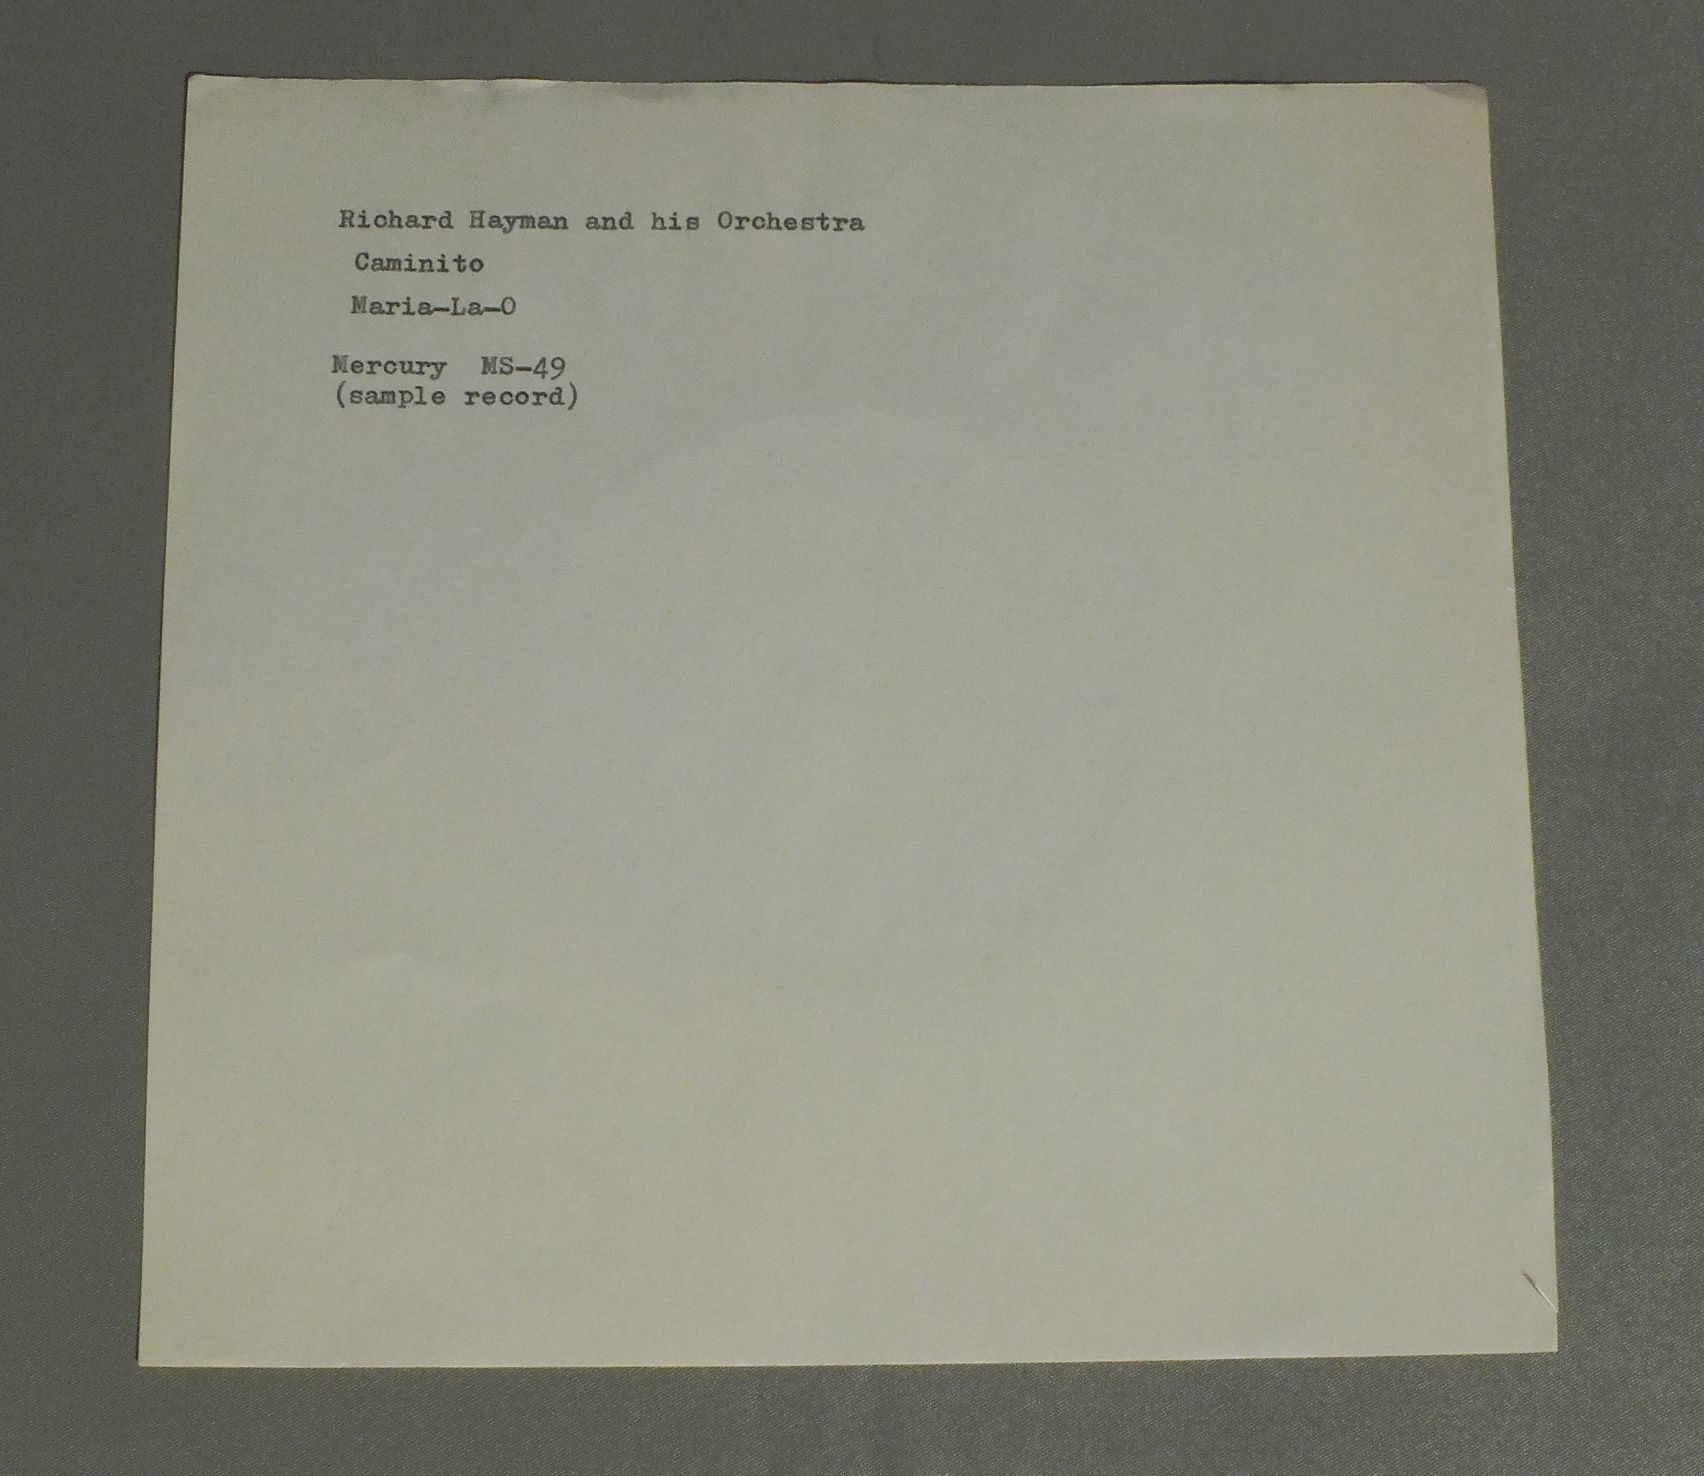 Richard Hayman and his Orchestra
Caminito
Maria-La-O
Mercury MS-49
(sample record)